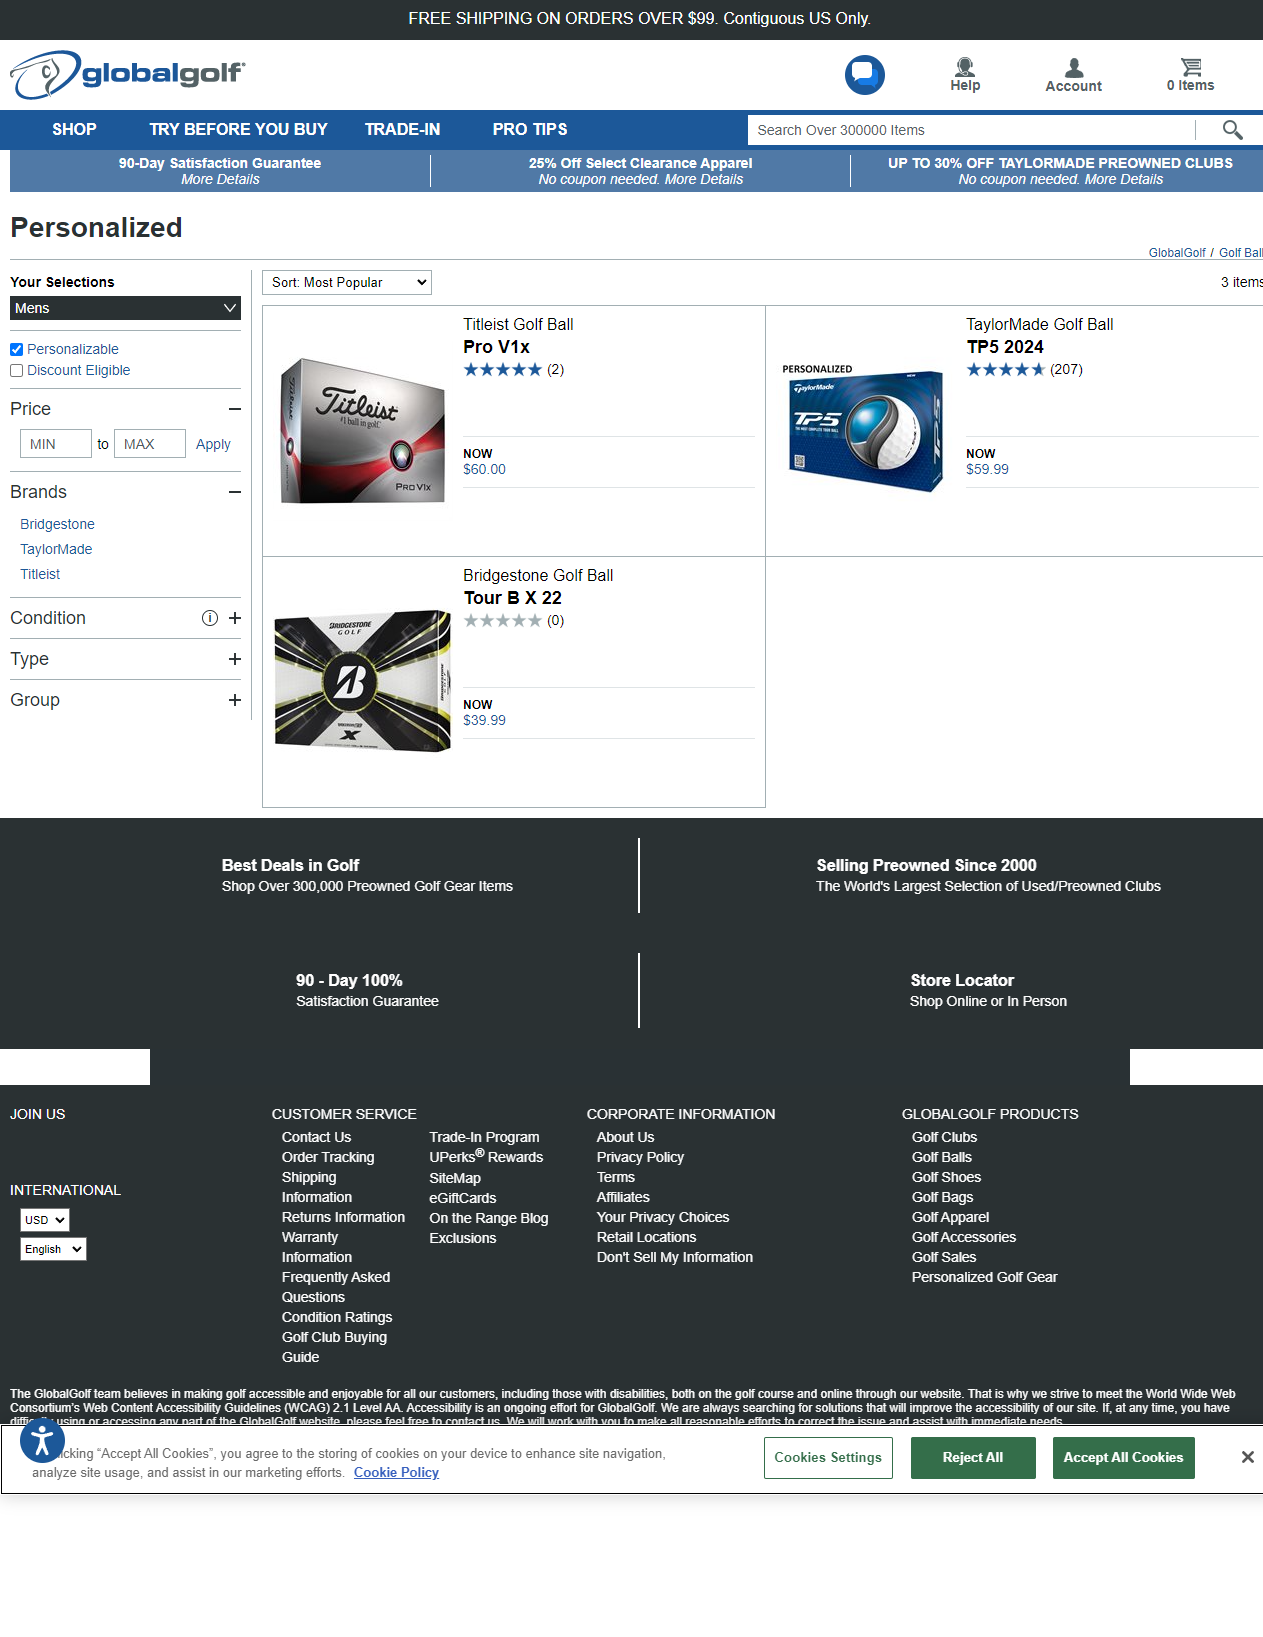 FREE SHIPPING ON ORDERS OVER $99. Contiguous US Only.
globalgolf®
Help
Account
0 Items
SHOP TRY BEFORE YOU BUY TRADE-IN PRO TIPS
Search Over 300000 Items
90-Day Satisfaction Guarantee
More Details
25% Off Select Clearance Apparel
No coupon needed. More Details
UP TO 30% OFF TAYLORMADE PREOWNED CLUBS
No coupon needed. More Details
Personalized
GlobalGolf / Golf Ball
Your Selections
Mens
Personalizable
Discount Eligible
Price
MIN to MAX Apply
Brands
Bridgestone
TaylorMade
Titleist
Condition
Type
Group
Sort: Most Popular
3 items
Titleist
#1 ball in golf.
PRO V1x
Titleist Golf Ball
Pro V1x
(2)
NOW
$60.00
PERSONALIZED
TaylorMade
TP5
TP5
TaylorMade Golf Ball
TP5 2024
(207)
NOW
$59.99
BRIDGESTONE
GOLF
B
X
Bridgestone Golf Ball
Tour B X 22
(0)
NOW
$39.99
Best Deals in Golf
Shop Over 300,000 Preowned Golf Gear Items
Selling Preowned Since 2000
The World's Largest Selection of Used/Preowned Clubs
90 - Day 100%
Satisfaction Guarantee
Store Locator
Shop Online or In Person
JOIN US
INTERNATIONAL
USD
English
CUSTOMER SERVICE
Contact Us
Order Tracking
Shipping
Information
Returns Information
Warranty
Information
Frequently Asked
Questions
Condition Ratings
Golf Club Buying
Guide
Trade-In Program
UPerks® Rewards
SiteMap
eGiftCards
On the Range Blog
Exclusions
CORPORATE INFORMATION
About Us
Privacy Policy
Terms
Affiliates
Your Privacy Choices
Retail Locations
Don't Sell My Information
GLOBALGOLF PRODUCTS
Golf Clubs
Golf Balls
Golf Shoes
Golf Bags
Golf Apparel
Golf Accessories
Golf Sales
Personalized Golf Gear
The GlobalGolf team believes in making golf accessible and enjoyable for all our customers, including those with disabilities, both on the golf course and online through our website. That is why we strive to meet the World Wide Web
Consortium's Web Content Accessibility Guidelines (WCAG) 2.1 Level AA. Accessibility is an ongoing effort for GlobalGolf. We are always searching for solutions that will improve the accessibility of our site. If, at any time, you have
using or accessing any part of the GlobalGolf website, please feel free to contact us. We will work with you to make all reasonable efforts to correct the issue and assist with immediate needs.
“Accept All Cookies”, you agree to the storing of cookies on your device to enhance site navigation,
analyze site usage, and assist in our marketing efforts. Cookie Policy
Cookies Settings
Reject All
Accept All Cookies